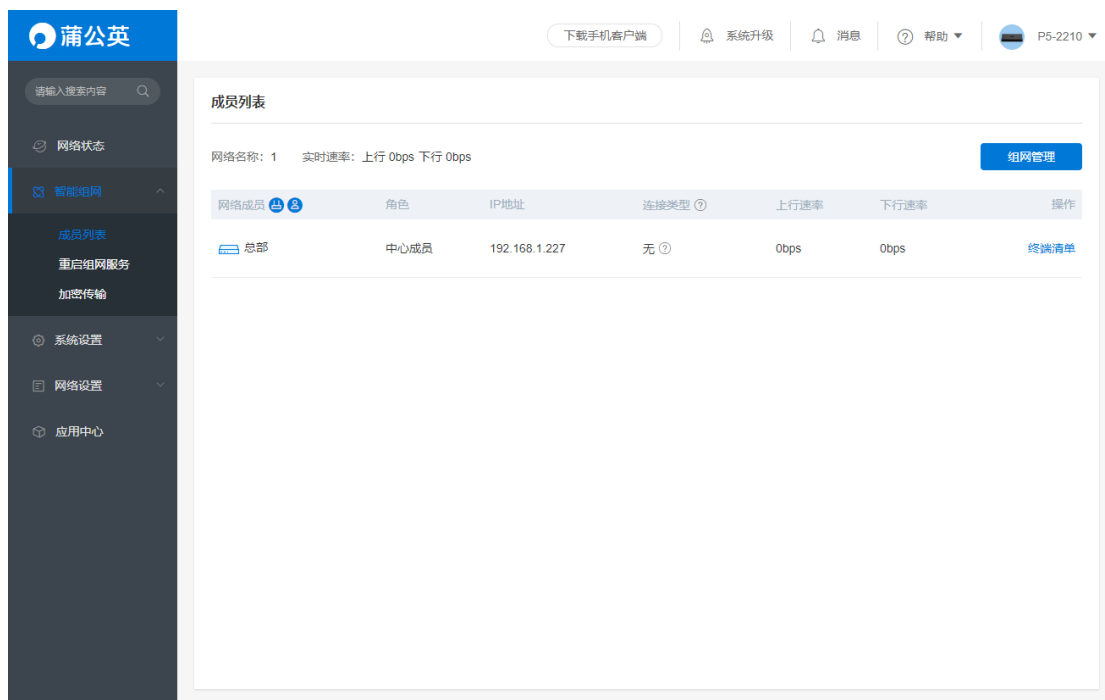 蒲公英
下载手机客户端 系统升级 消息 帮助 P5-2210
请输入搜索内容
网络状态
智能组网
成员列表
重启组网服务
加密传输
系统设置
网络设置
应用中心
成员列表
网络名称：1 实时速率：上行 0bps 下行 0bps 组网管理
网络成员 角色 IP地址 连接类型 上行速率 下行速率 操作
总部 中心成员 192.168.1.227 无 0bps 0bps 终端清单